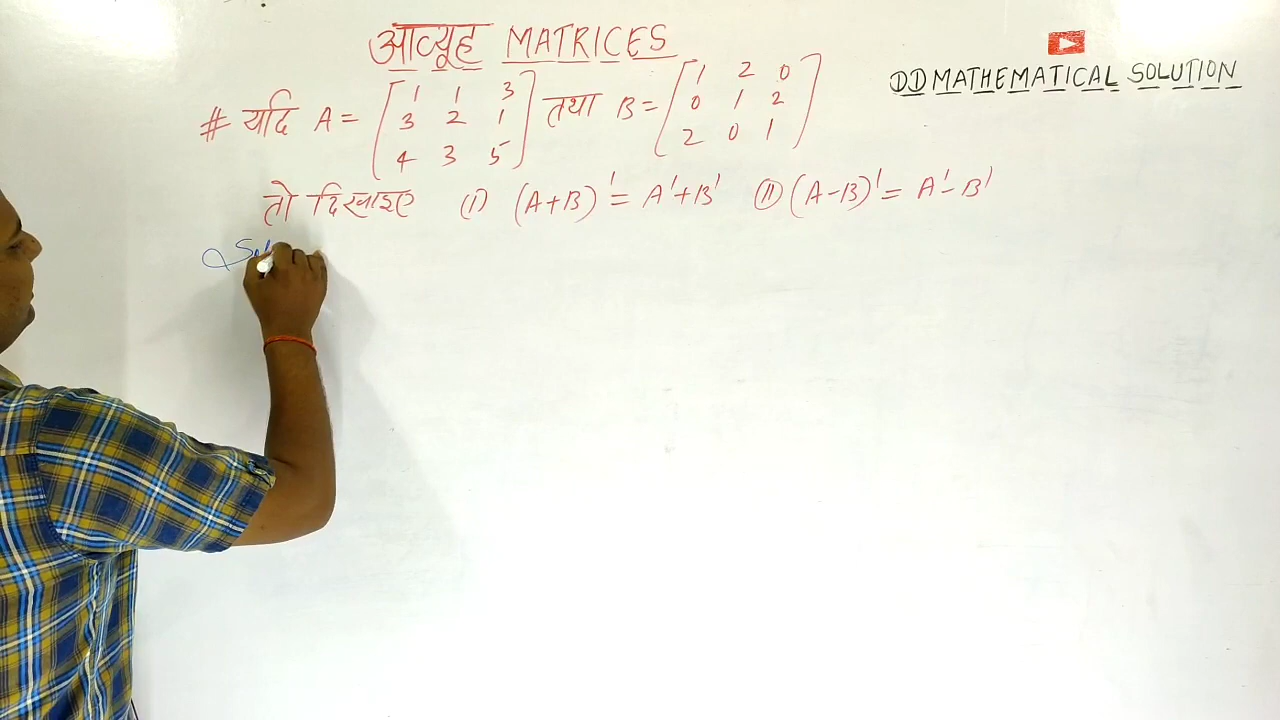 आव्यूह MATRICES
DD MATHEMATICAL SOLUTION
# यदि A = [1 1 3
3 2 1
4 3 5] तथा B = [1 2 0
0 1 2
2 0 1]
तो दिखाइए (i) (A+B)' = A'+B' (ii) (A-B)' = A'-B'